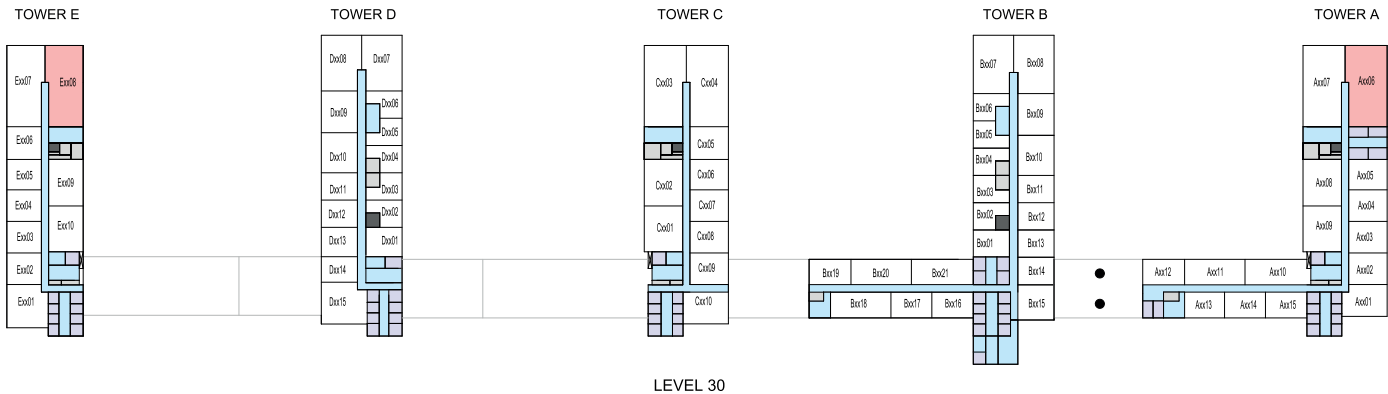 TOWER E TOWER D TOWER C TOWER B TOWER A
Exx07 Exx08
Exx06
Exx05 Exx09
Exx04
Exx03 Exx10
Exx02
Exx01
Dxx08 Dxx07
Dxx09 Dxx06
Dxx05
Dxx10 Dxx04
Dxx11 Dxx03
Dxx12 Dxx02
Dxx13 Dxx01
Dxx14
Dxx15
Cxx03 Cxx04
Cxx05
Cxx02 Cxx06
Cxx07
Cxx01 Cxx08
Cxx09
Cxx10
Bxx07 Bxx08
Bxx06 Bxx09
Bxx05
Bxx04 Bxx10
Bxx03 Bxx11
Bxx02 Bxx12
Bxx01 Bxx13
Bxx19 Bxx20 Bxx21 Bxx14
Bxx18 Bxx17 Bxx16 Bxx15
Axx07 Axx06
Axx08 Axx05
Axx04
Axx09 Axx03
Axx12 Axx11 Axx10 Axx02
Axx13 Axx14 Axx15 Axx01
LEVEL 30